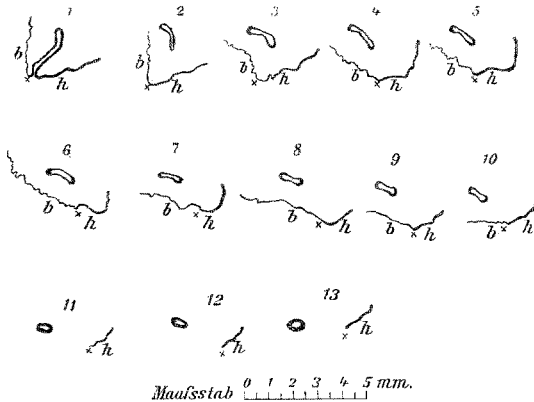 1 2 3 4 5
b h b h b h b h b h
6 7 8 9 10
b h b h b h b h b h
11 12 13
h h h
Maafsstab 0 1 2 3 4 5 mm.